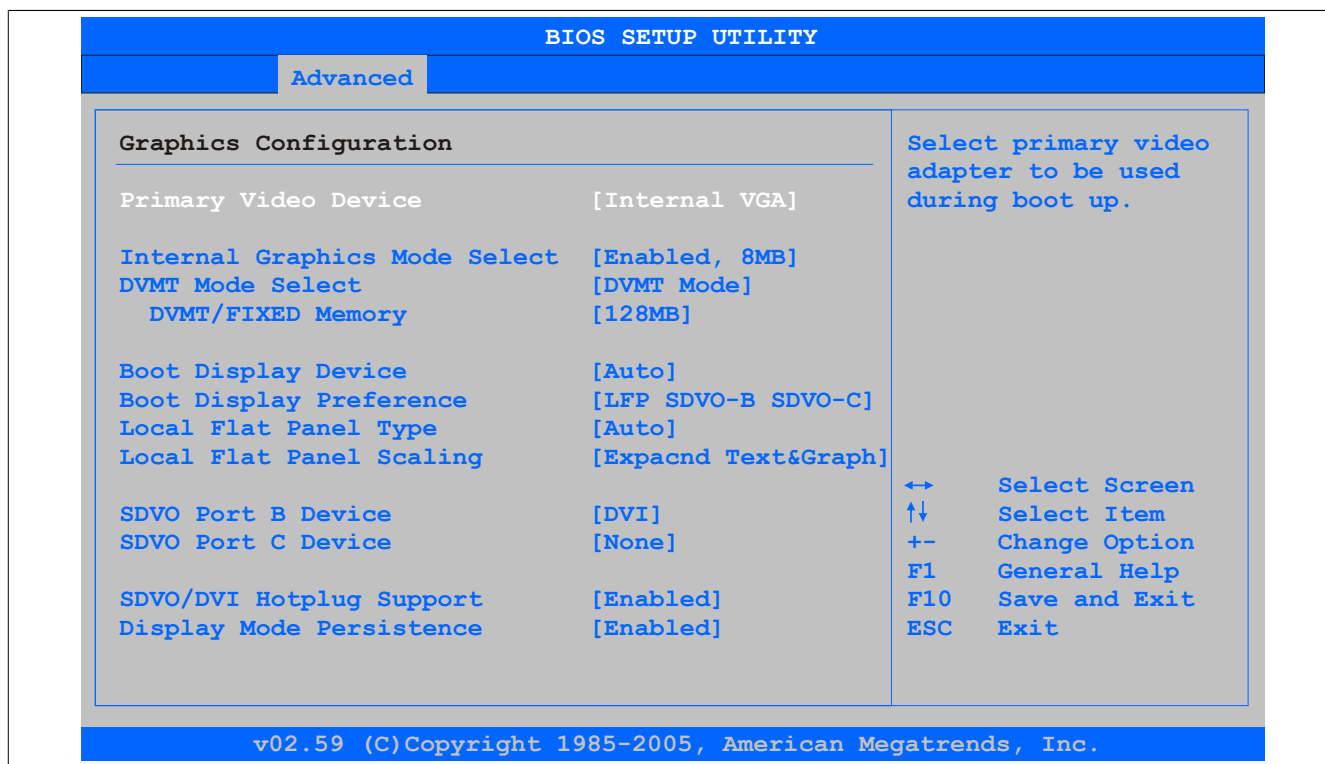 BIOS SETUP UTILITY
Advanced
Graphics Configuration
Primary Video Device [Internal VGA]
Internal Graphics Mode Select [Enabled, 8MB]
DVMT Mode Select [DVMT Mode]
DVMT/FIXED Memory [128MB]
Boot Display Device [Auto]
Boot Display Preference [LFP SDVO-B SDVO-C]
Local Flat Panel Type [Auto]
Local Flat Panel Scaling [Expacnd Text&Graph]
SDVO Port B Device [DVI]
SDVO Port C Device [None]
SDVO/DVI Hotplug Support [Enabled]
Display Mode Persistence [Enabled]
Select primary video
adapter to be used
during boot up.
↔ Select Screen
↑↓ Select Item
+- Change Option
F1 General Help
F10 Save and Exit
ESC Exit
v02.59 (C)Copyright 1985-2005, American Megatrends, Inc.